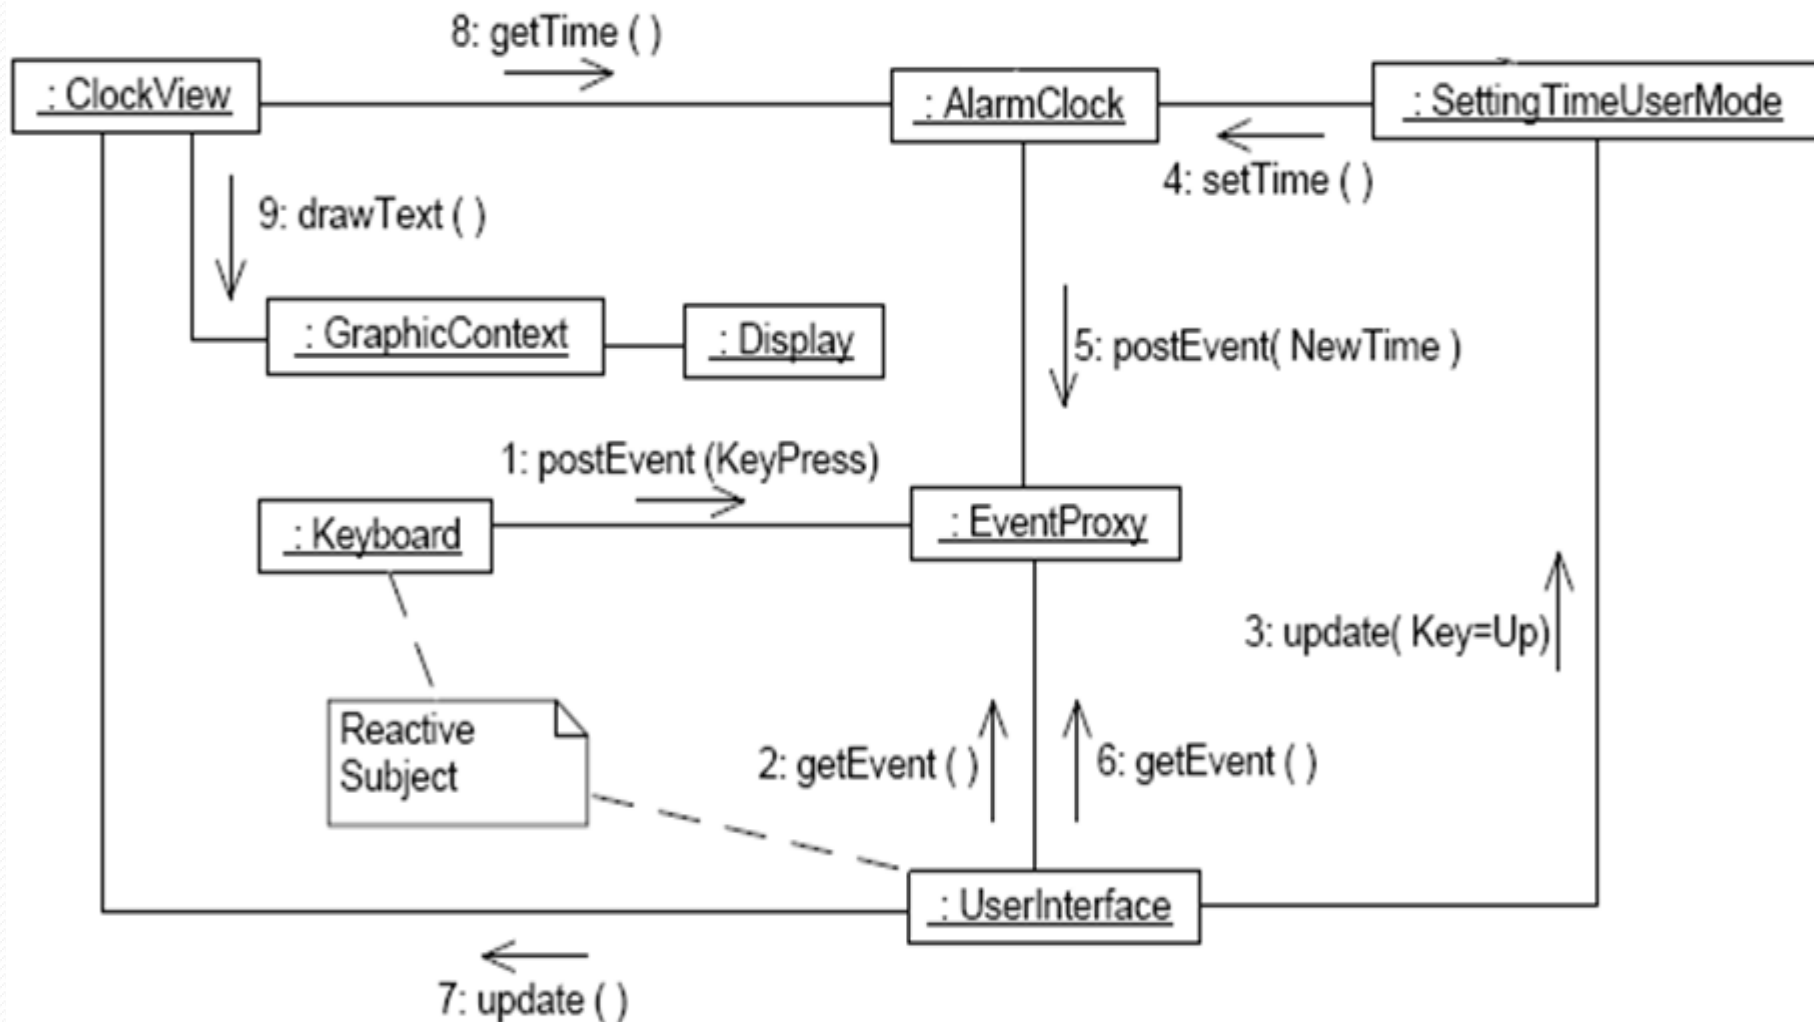 8: getTime ( )
: ClockView
: AlarmClock
: SettingTimeUserMode
4: setTime ( )
9: drawText ( )
: GraphicContext
: Display
5: postEvent( NewTime )
1: postEvent (KeyPress)
: Keyboard
: EventProxy
3: update( Key=Up)
Reactive
Subject
2: getEvent ( )
6: getEvent ( )
: UserInterface
7: update ( )